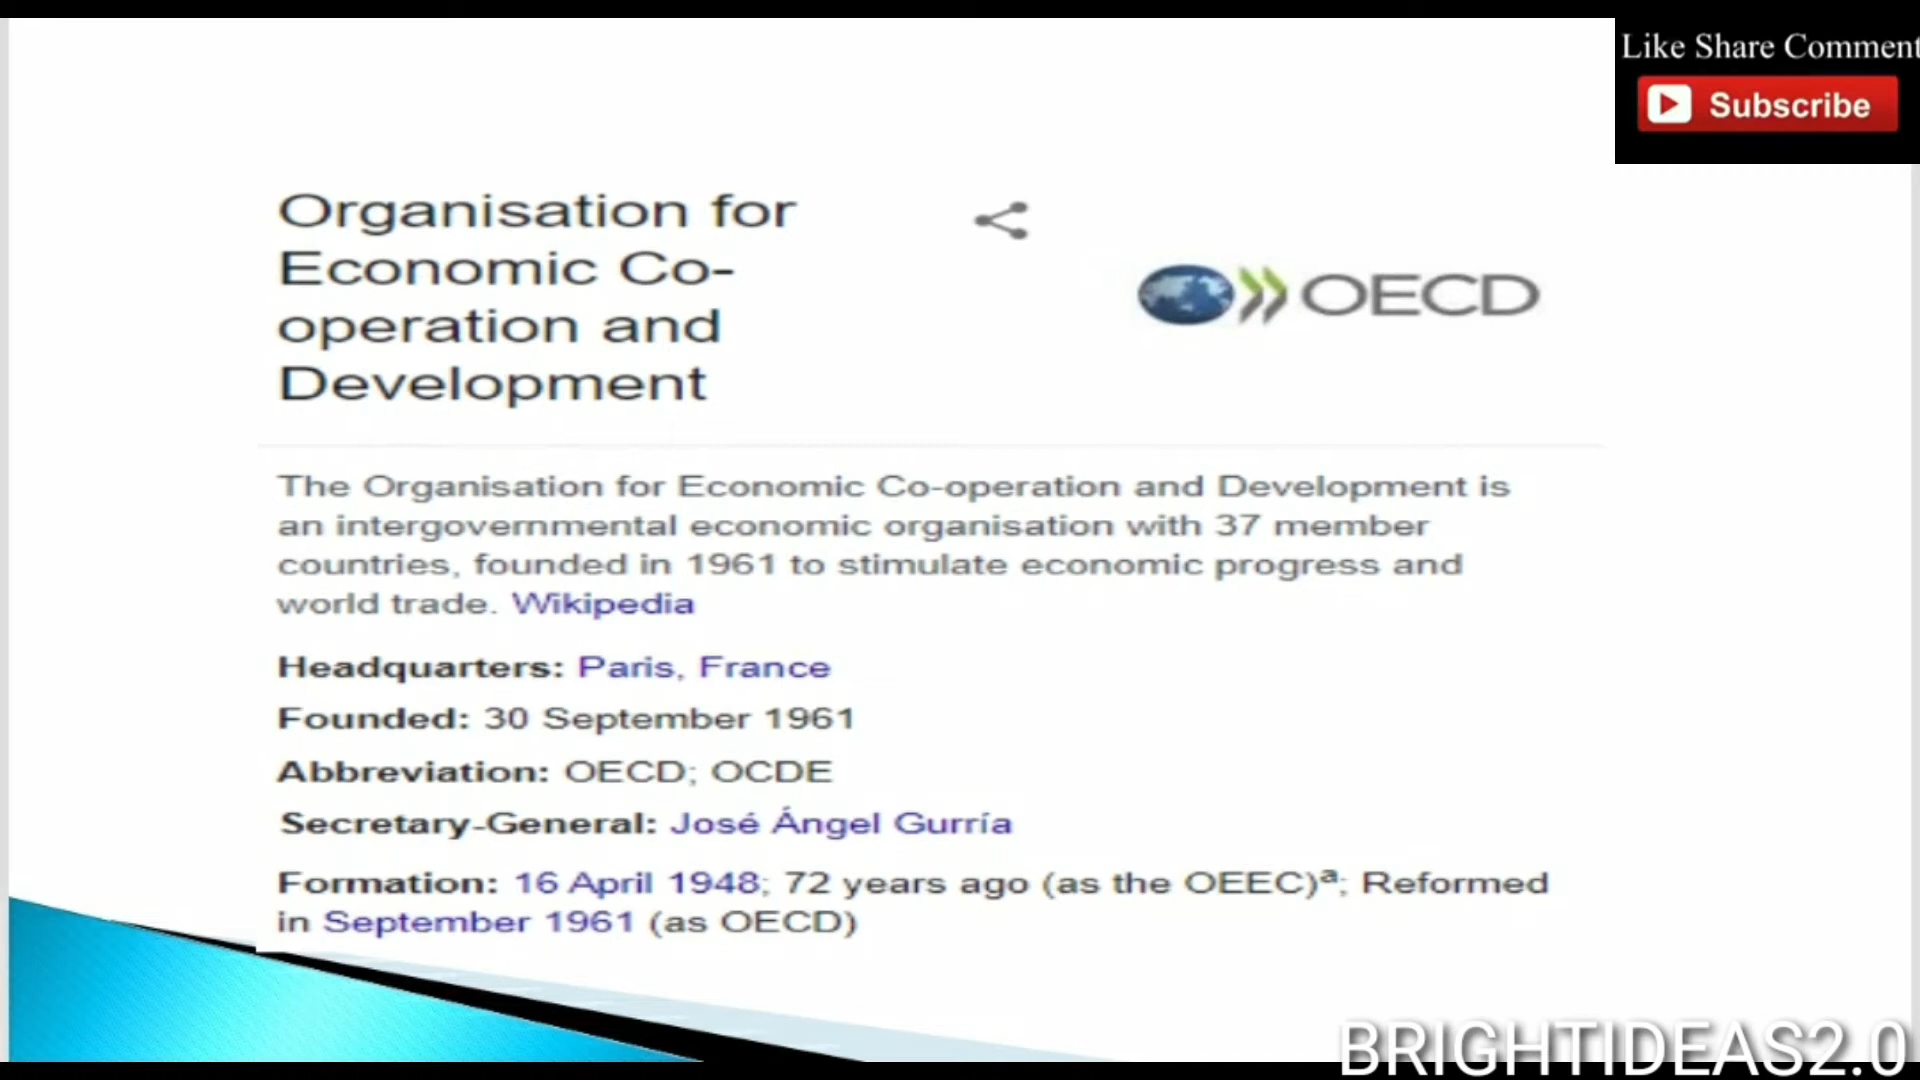 Like Share Comment
Subscribe
Organisation for
Economic Co-
operation and
Development
OECD
The Organisation for Economic Co-operation and Development is
an intergovernmental economic organisation with 37 member
countries, founded in 1961 to stimulate economic progress and
world trade. Wikipedia
Headquarters: Paris, France
Founded: 30 September 1961
Abbreviation: OECD; OCDE
Secretary-General: José Ángel Gurría
Formation: 16 April 1948; 72 years ago (as the OEEC)ª; Reformed
in September 1961 (as OECD)
BRIGHTIDEAS2.0